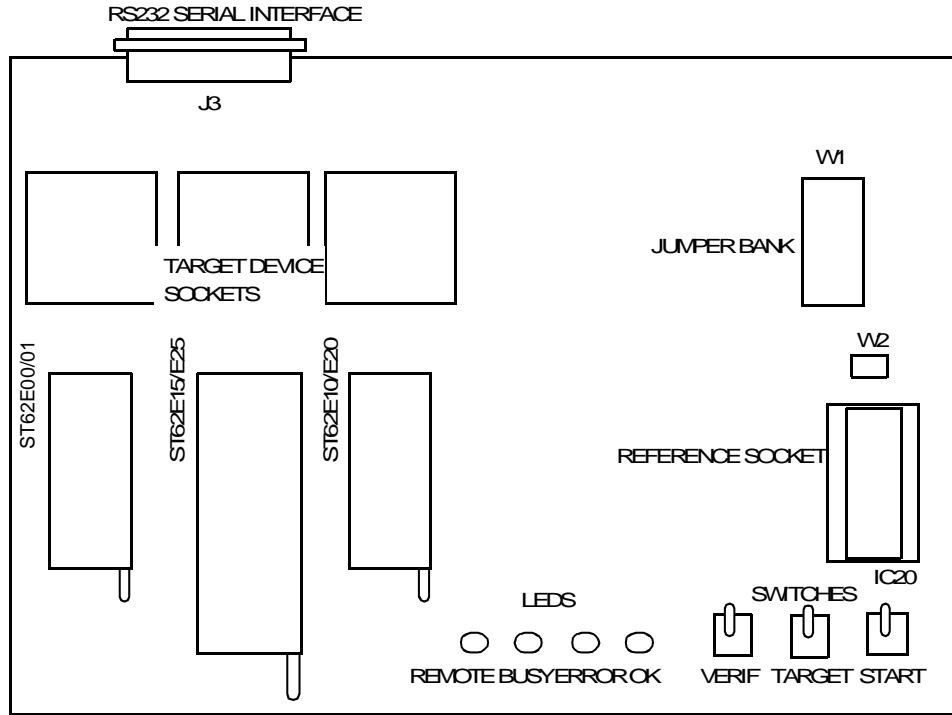 RS232 SERIAL INTERFACE
J3
W1
JUMPER BANK
TARGET DEVICE
SOCKETS
W2
ST62E00/01
ST62E15/E25
ST62E10/E20
REFERENCE SOCKET
IC20
SWITCHES
LEDS
REMOTE BUSY ERROR OK
VERIF TARGET START